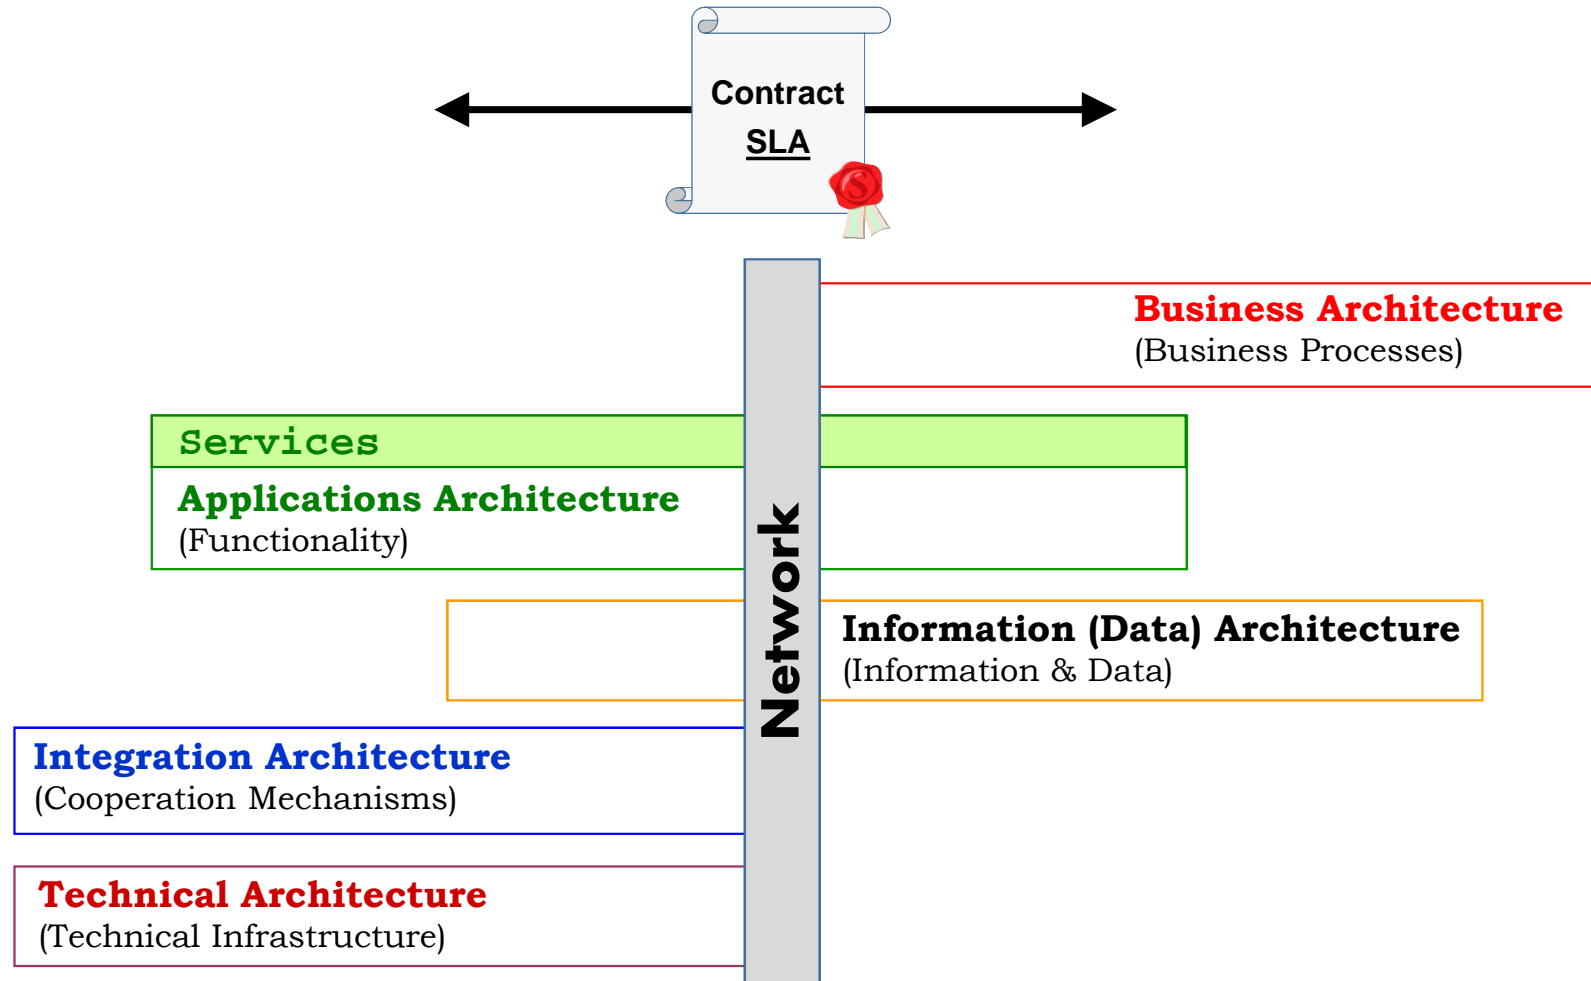 Contract
SLA
S
Business Architecture
(Business Processes)
Services
Applications Architecture
(Functionality)
Network
Information (Data) Architecture
(Information & Data)
Integration Architecture
(Cooperation Mechanisms)
Technical Architecture
(Technical Infrastructure)